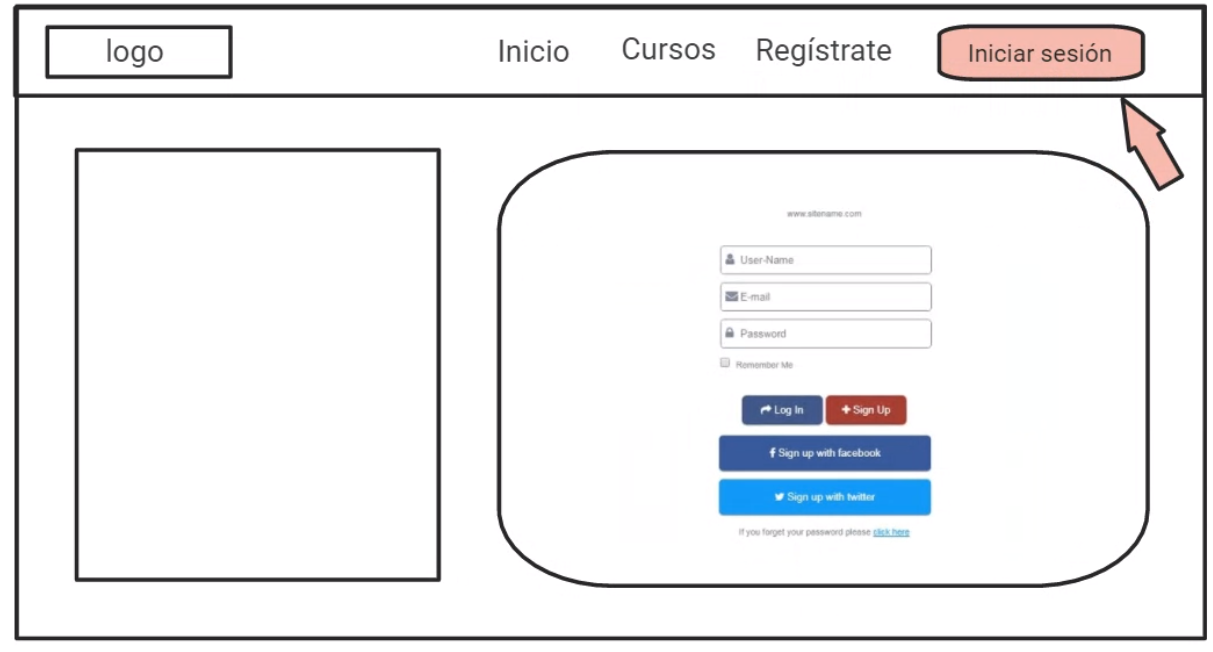 logo
Inicio Cursos Regístrate Iniciar sesión
www.sitename.com
User-Name
E-mail
Password
Remember Me
Log In Sign Up
Sign up with facebook
Sign up with twitter
If you forget your password please click here